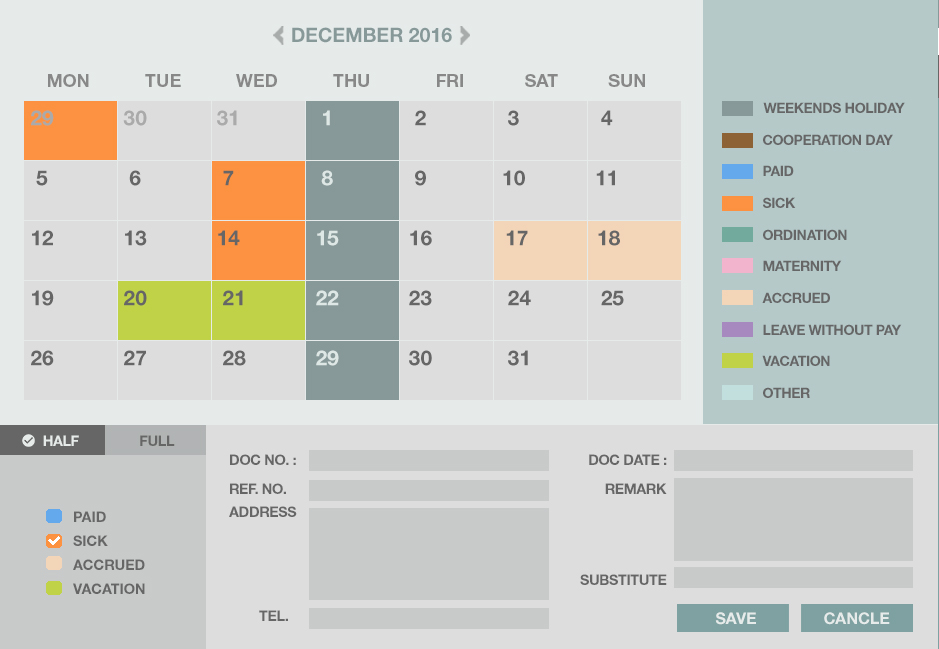 DECEMBER 2016
MON TUE WED THU FRI SAT SUN
29 30 31 1 2 3 4
5 6 7 8 9 10 11
12 13 14 15 16 17 18
19 20 21 22 23 24 25
26 27 28 29 30 31
WEEKENDS HOLIDAY
COOPERATION DAY
PAID
SICK
ORDINATION
MATERNITY
ACCRUED
LEAVE WITHOUT PAY
VACATION
OTHER
HALF FULL
PAID
SICK
ACCRUED
VACATION
DOC NO. :
REF. NO.
ADDRESS
TEL.
DOC DATE :
REMARK
SUBSTITUTE
SAVE CANCLE